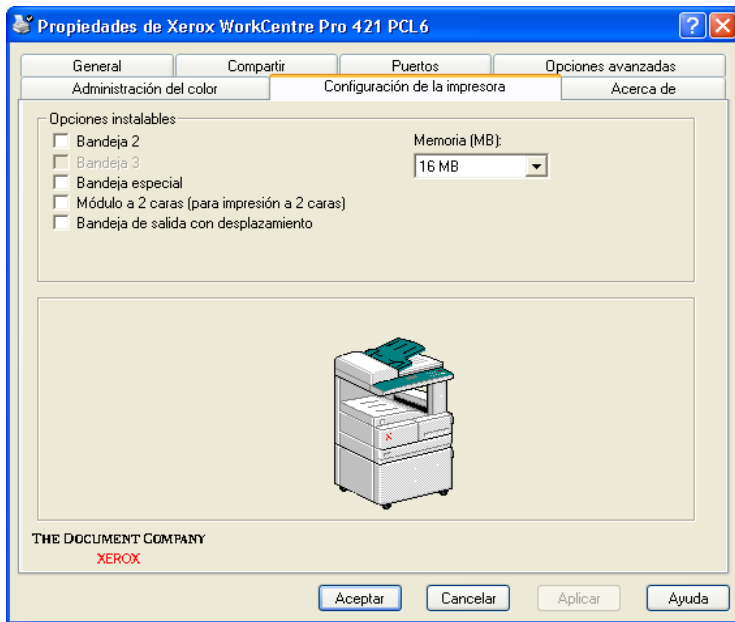 Propiedades de Xerox WorkCentre Pro 421 PCL6
General Compartir Puertos Opciones avanzadas
Administración del color Configuración de la impresora Acerca de
Opciones instalables
Bandeja 2
Bandeja 3
Bandeja especial
Módulo a 2 caras (para impresión a 2 caras)
Bandeja de salida con desplazamiento
Memoria (MB):
16 MB
THE DOCUMENT COMPANY
XEROX
Aceptar Cancelar Aplicar Ayuda